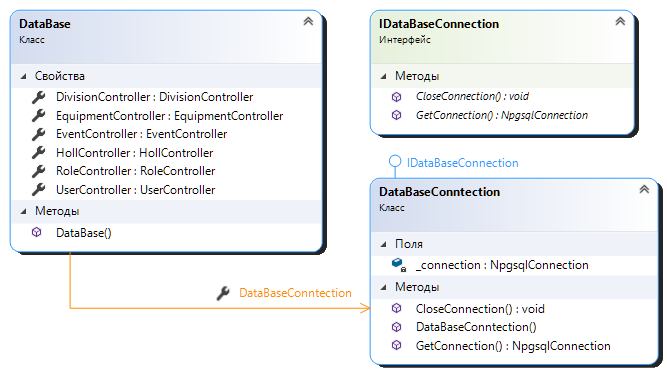 DataBase
Класс
Свойства
DivisionController : DivisionController
EquipmentController : EquipmentController
EventController : EventController
HollController : HollController
RoleController : RoleController
UserController : UserController
Методы
DataBase()
IDataBaseConnection
Интерфейс
Методы
CloseConnection() : void
GetConnection() : NpgsqlConnection
IDataBaseConnection
DataBaseConntection
Класс
Поля
_connection : NpgsqlConnection
Методы
CloseConnection() : void
DataBaseConntection()
GetConnection() : NpgsqlConnection
DataBaseConntection